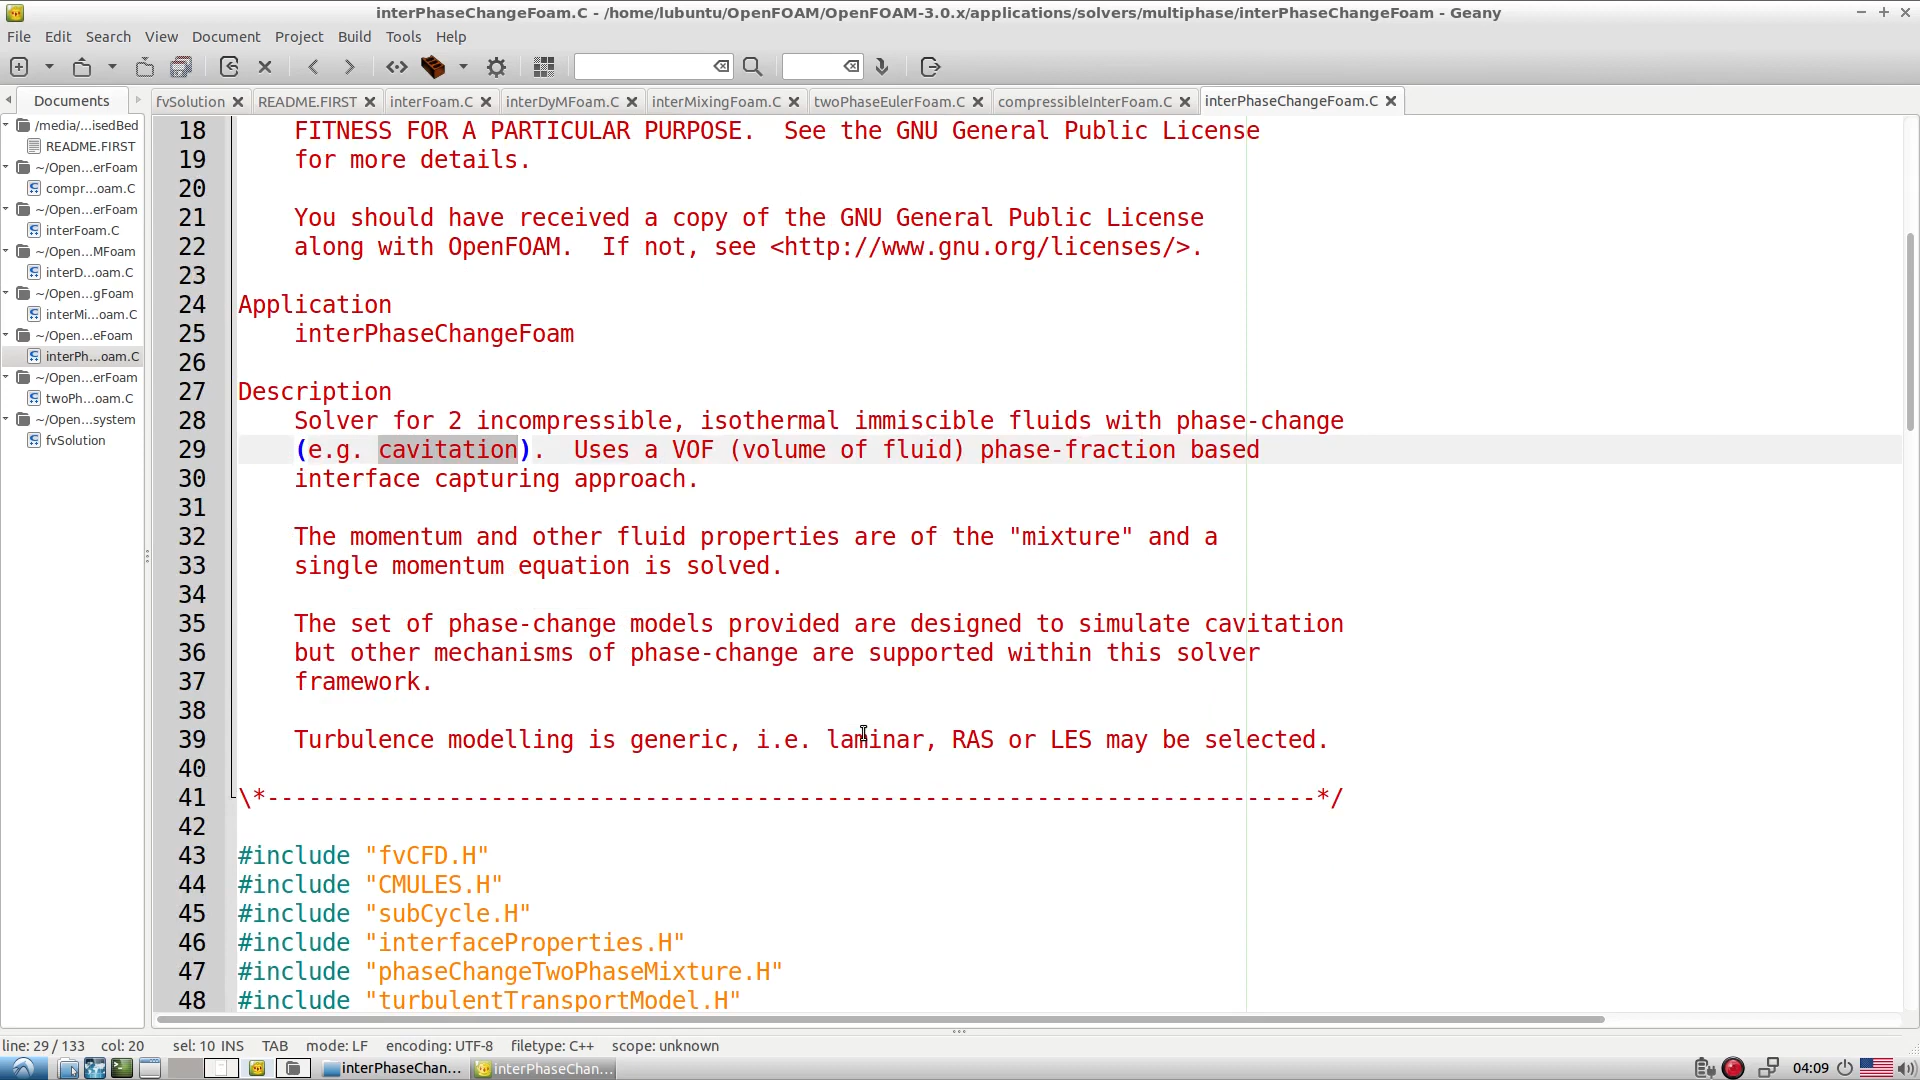 interPhaseChangeFoam.C - /home/lubuntu/OpenFOAM/OpenFOAM-3.0.x/applications/solvers/multiphase/interPhaseChangeFoam - Geany
File Edit Search View Document Project Build Tools Help
Documents fvSolution README.FIRST interFoam.C interDyMFoam.C interMixingFoam.C twoPhaseEulerFoam.C compressibleInterFoam.C interPhaseChangeFoam.C
/media/...isedBed
README.FIRST
~/Open...erFoam
compr...oam.C
~/Open...erFoam
interFoam.C
~/Open...MFoam
interD...oam.C
~/Open...gFoam
interMi...oam.C
~/Open...eFoam
interPh...oam.C
~/Open...erFoam
twoPh...oam.C
~/Open...system
fvSolution
18 FITNESS FOR A PARTICULAR PURPOSE.  See the GNU General Public License
19 for more details.
20
21 You should have received a copy of the GNU General Public License
22 along with OpenFOAM.  If not, see <http://www.gnu.org/licenses/>.
23
24 Application
25 interPhaseChangeFoam
26
27 Description
28 Solver for 2 incompressible, isothermal immiscible fluids with phase-change
29 (e.g. cavitation).  Uses a VOF (volume of fluid) phase-fraction based
30 interface capturing approach.
31
32 The momentum and other fluid properties are of the "mixture" and a
33 single momentum equation is solved.
34
35 The set of phase-change models provided are designed to simulate cavitation
36 but other mechanisms of phase-change are supported within this solver
37 framework.
38
39 Turbulence modelling is generic, i.e. laminar, RAS or LES may be selected.
40
41 \*---------------------------------------------------------------------------*/
42
43 #include "fvCFD.H"
44 #include "CMULES.H"
45 #include "subCycle.H"
46 #include "interfaceProperties.H"
47 #include "phaseChangeTwoPhaseMixture.H"
48 #include "turbulentTransportModel.H"
line: 29 / 133 col: 20 sel: 10 INS TAB mode: LF encoding: UTF-8 filetype: C++ scope: unknown
interPhaseChan... interPhaseChan... 04:09